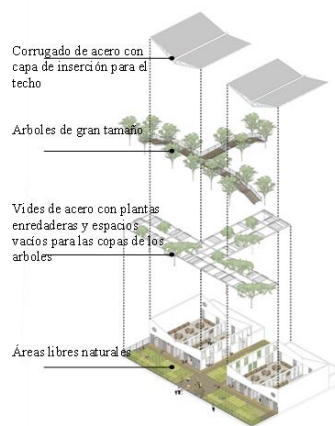 Corrugado de acero con
capa de inserción para el
techo
Arboles de gran tamaño
Vides de acero con plantas
enredaderas y espacios
vacíos para las copas de los
arboles
Áreas libres naturales